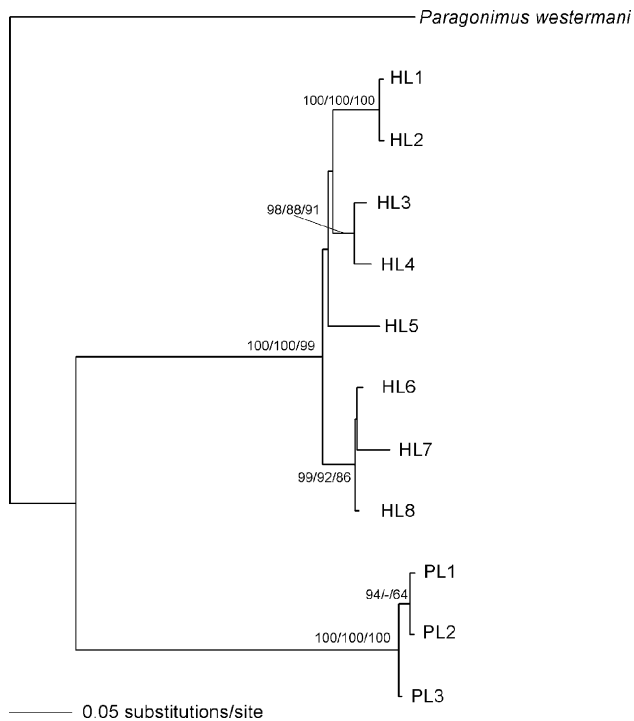 Paragonimus westermani
HL1
100/100/100
HL2
HL3
98/88/91
HL4
HL5
100/100/99
HL6
HL7
99/92/86
HL8
PL1
94/-/64
PL2
100/100/100
PL3
0.05 substitutions/site